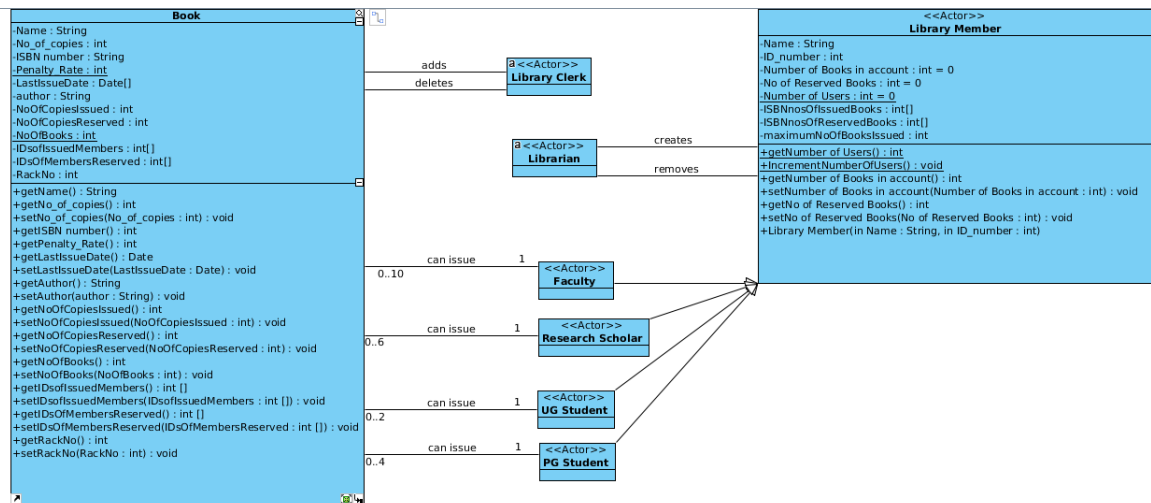 Book
-Name : String
-No_of_copies : int
-ISBN number : String
-Penalty_Rate : int
-LastIssueDate : Date[]
-author : String
-NoOfCopiesIssued : int
-NoOfCopiesReserved : int
-NoOfBooks : int
-IDsofIssuedMembers : int[]
-IDsOfMembersReserved : int[]
-RackNo : int
+getName() : String
+getNo_of_copies() : int
+setNo_of_copies(No_of_copies : int) : void
+getISBN number() : int
+getPenalty_Rate() : int
+getLastIssueDate() : Date
+setLastIssueDate(LastIssueDate : Date) : void
+getAuthor() : String
+setAuthor(author : String) : void
+getNoOfCopiesIssued() : int
+setNoOfCopiesIssued(NoOfCopiesIssued : int) : void
+getNoOfCopiesReserved() : int
+setNoOfCopiesReserved(NoOfCopiesReserved : int) : void
+getNoOfBooks() : int
+setNoOfBooks(NoOfBooks : int) : void
+getIDsofIssuedMembers() : int []
+setIDsofIssuedMembers(IDsofIssuedMembers : int []) : void
+getIDsOfMembersReserved() : int []
+setIDsOfMembersReserved(IDsOfMembersReserved : int []) : void
+getRackNo() : int
+setRackNo(RackNo : int) : void
adds
deletes
a <<Actor>>
Library Clerk
a <<Actor>>
Librarian
creates
removes
can issue
1
0..10
<<Actor>>
Faculty
can issue
1
0..6
<<Actor>>
Research Scholar
can issue
1
0..2
<<Actor>>
UG Student
can issue
1
0..4
<<Actor>>
PG Student
<<Actor>>
Library Member
-Name : String
-ID_number : int
-Number of Books in account : int = 0
-No of Reserved Books : int = 0
-Number of Users : int = 0
-ISBNnosOfIssuedBooks : int[]
-ISBNnosOfReservedBooks : int[]
-maximumNoOfBooksIssued : int
+getNumber of Users() : int
+IncrementNumberOfUsers() : void
+getNumber of Books in account() : int
+setNumber of Books in account(Number of Books in account : int) : void
+getNo of Reserved Books() : int
+setNo of Reserved Books(No of Reserved Books : int) : void
+Library Member(in Name : String, in ID_number : int)